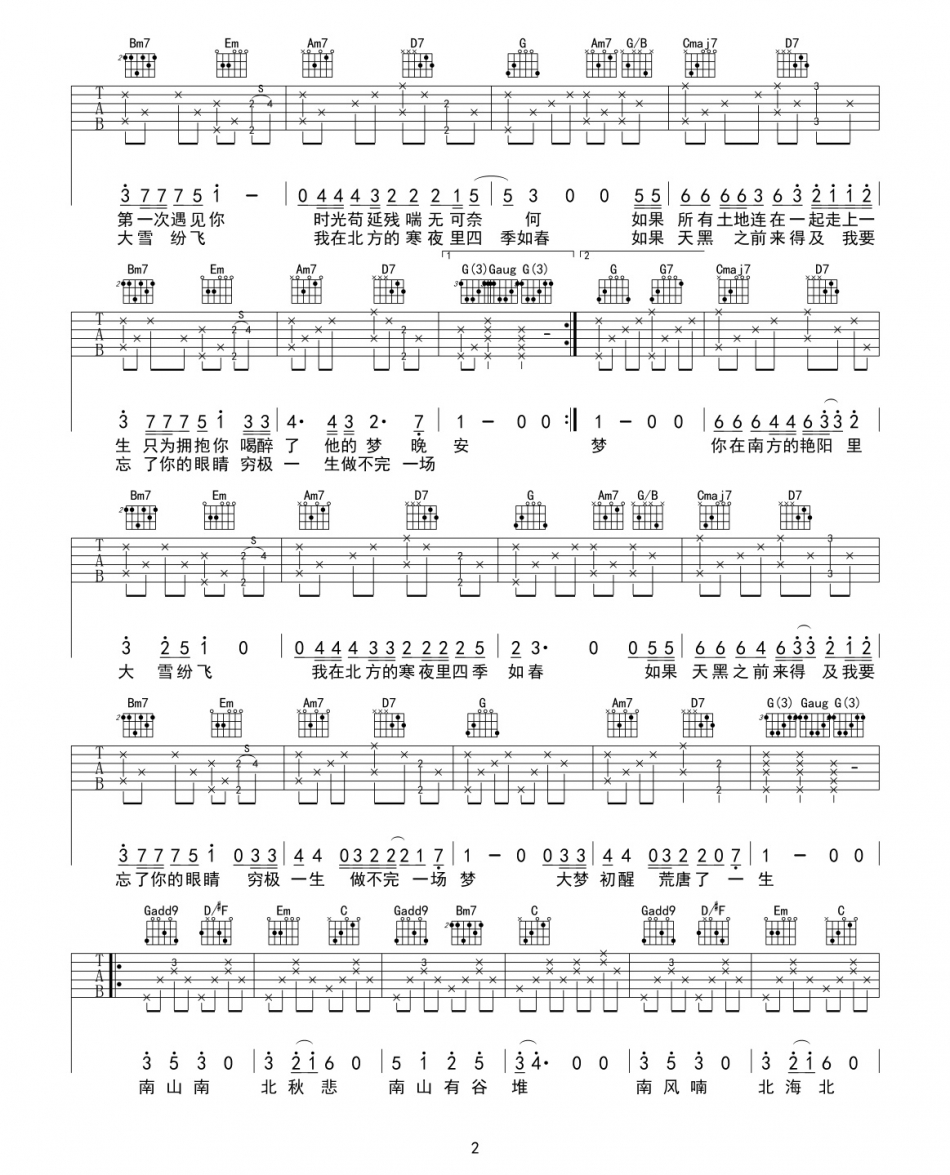 Bm7 Em Am7 D7 G Am7 G/B Cmaj7 D7
3 7 7 7 5 1 — 0 4 4 4 3 2 2 2 1 5 5 3 0 0 5 5 6 6 6 6 3 6 3 2 1 1 2
第一次遇见你 时光苟延残喘无可奈 何 如果 所有土地连在一起走上一
大雪纷飞 我在北方的寒夜里四 季如春 如果 天黑 之前来得及 我要
Bm7 Em Am7 D7 G(3) Gaug G(3) G G7 Cmaj7 D7
3 7 7 7 5 1 3 3 4· 4 3 2· 7 1 — 0 0 1 — 0 0 6 6 6 4 4 6 3 3 2
生 只为拥抱你 喝醉了 他的梦 晚 安 梦 你在南方的艳阳里
忘了你的眼睛 穷极一 生做不完 一场
Bm7 Em Am7 D7 G Am7 G/B Cmaj7 D7
3 2 5 1 0 0 4 4 3 3 2 2 2 2 5 2 3· 0 0 5 5 6 6 6 4 6 3 3 2 1 2
大 雪纷飞 我在北方的寒夜里四季 如春 如果 天黑之前来得 及我要
Bm7 Em Am7 D7 G Am7 D7 G(3) Gaug G(3)
3 7 7 7 5 1 0 3 3 4 4 0 3 2 2 2 1 7 1 — 0 0 3 3 4 4 0 3 2 2 0 7 1 — 0 0
忘了你的眼睛 穷极一生 做不完 一场梦 大梦初醒 荒唐了 一生
Gadd9 D/#F Em C Gadd9 Bm7 C Gadd9 D/#F Em C
3 5 3 0 3 2 1 6 0 5 1 2 5 3 4· 0 0 3 5 3 0 3 2 1 6 0
南山南 北秋悲 南山有谷 堆 南风喃 北海北
2